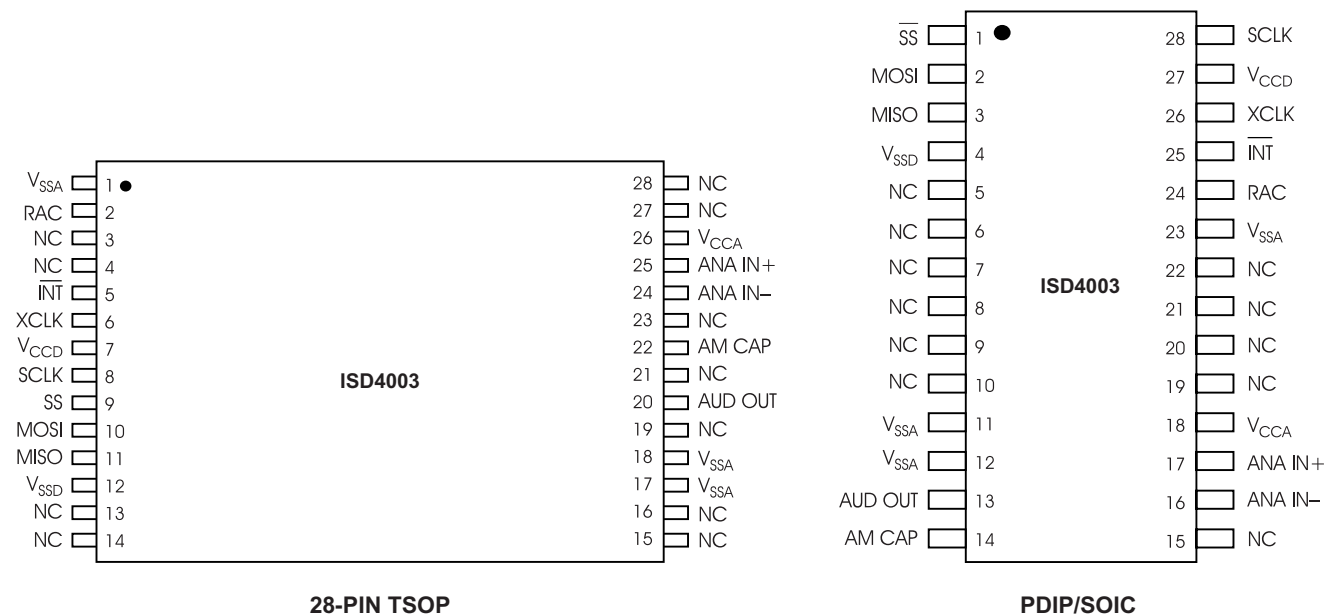 V_SSA 1 28 NC
RAC 2 27 NC
NC 3 26 V_CCA
NC 4 25 ANA IN+
I̅N̅T̅ 5 24 ANA IN–
XCLK 6 23 NC
V_CCD 7 22 AM CAP
SCLK 8 21 NC
SS 9 20 AUD OUT
MOSI 10 19 NC
MISO 11 18 V_SSA
V_SSD 12 17 V_SSA
NC 13 16 NC
NC 14 15 NC
ISD4003
28-PIN TSOP
S̅S̅ 1 28 SCLK
MOSI 2 27 V_CCD
MISO 3 26 XCLK
V_SSD 4 25 I̅N̅T̅
NC 5 24 RAC
NC 6 23 V_SSA
NC 7 22 NC
NC 8 21 NC
NC 9 20 NC
NC 10 19 NC
V_SSA 11 18 V_CCA
V_SSA 12 17 ANA IN+
AUD OUT 13 16 ANA IN–
AM CAP 14 15 NC
ISD4003
PDIP/SOIC